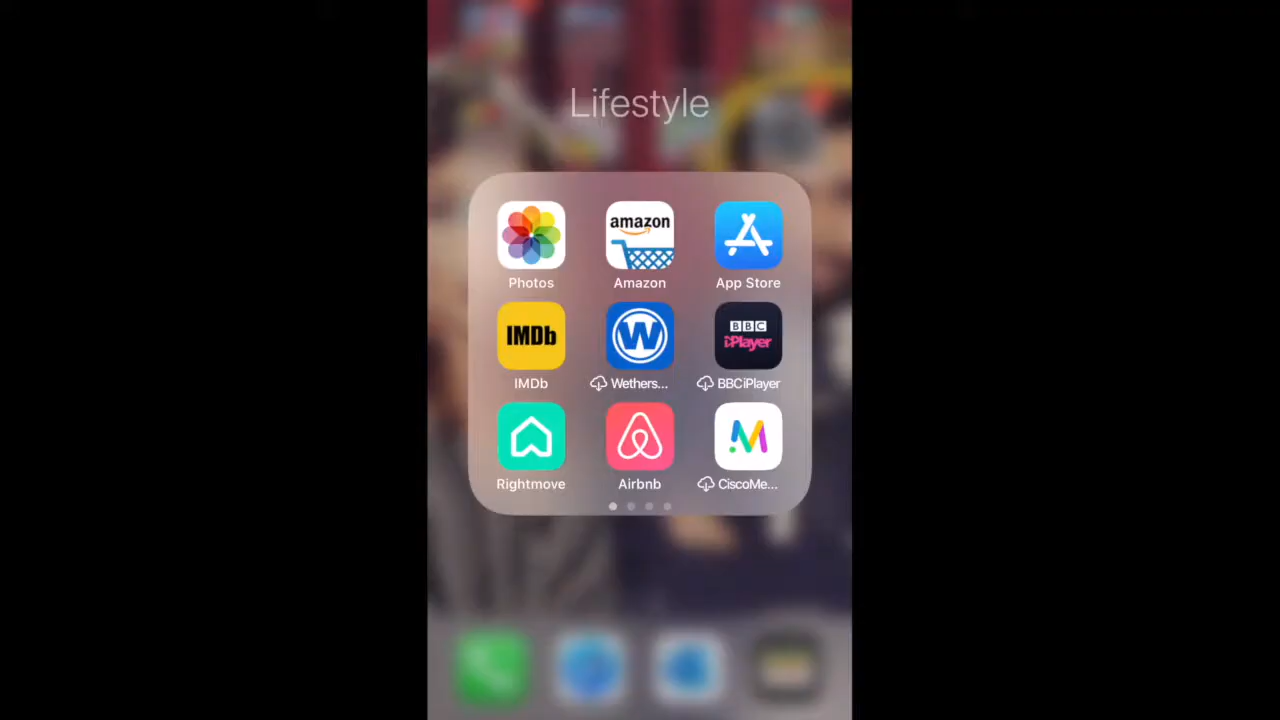 Lifestyle
amazon
Photos Amazon App Store
IMDb W BBC
iPlayer
IMDb Wethers... BBCiPlayer
M
Rightmove Airbnb CiscoMe...